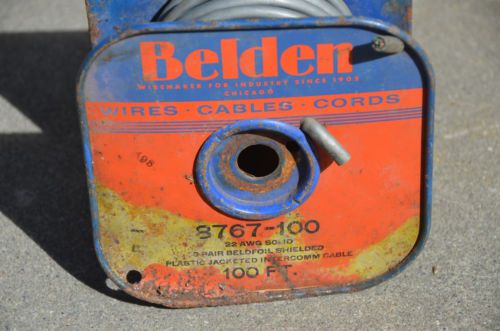 Belden
WIREMAKER FOR INDUSTRY SINCE 1902
CHICAGO
WIRES · CABLES · CORDS
8767-100
22 AWG SOLID
PAIR BELDFOIL SHIELDED
PLASTIC JACKETED INTERCOMM CABLE
100 FT.